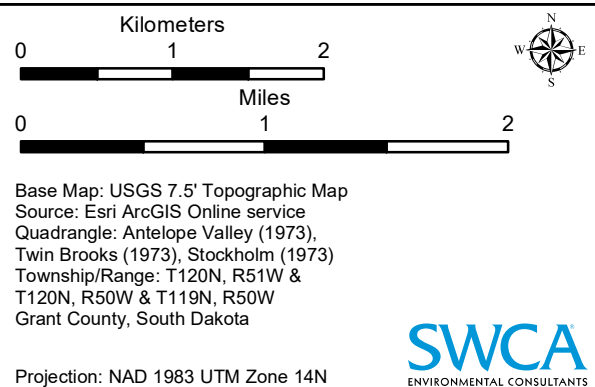 Kilometers
0 1 2
Miles
0 1 2
N
W E
S
Base Map: USGS 7.5' Topographic Map
Source: Esri ArcGIS Online service
Quadrangle: Antelope Valley (1973),
Twin Brooks (1973), Stockholm (1973)
Township/Range: T120N, R51W &
T120N, R50W & T119N, R50W
Grant County, South Dakota
Projection: NAD 1983 UTM Zone 14N
SWCA
ENVIRONMENTAL CONSULTANTS